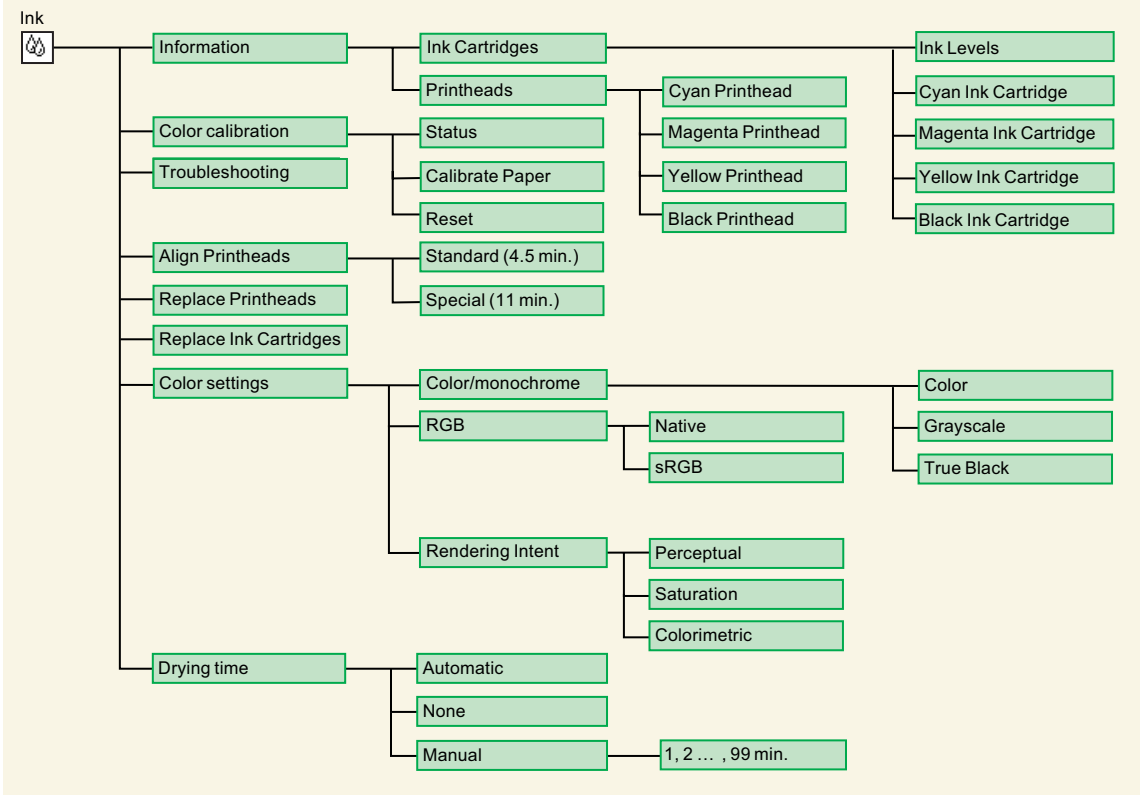 Ink
Information
Ink Cartridges
Ink Levels
Printheads
Cyan Printhead
Cyan Ink Cartridge
Color calibration
Status
Magenta Printhead
Magenta Ink Cartridge
Troubleshooting
Calibrate Paper
Yellow Printhead
Yellow Ink Cartridge
Reset
Black Printhead
Black Ink Cartridge
Align Printheads
Standard (4.5 min.)
Replace Printheads
Special (11 min.)
Replace Ink Cartridges
Color settings
Color/monochrome
Color
RGB
Native
Grayscale
sRGB
True Black
Rendering Intent
Perceptual
Saturation
Colorimetric
Drying time
Automatic
None
Manual
1, 2 … , 99 min.